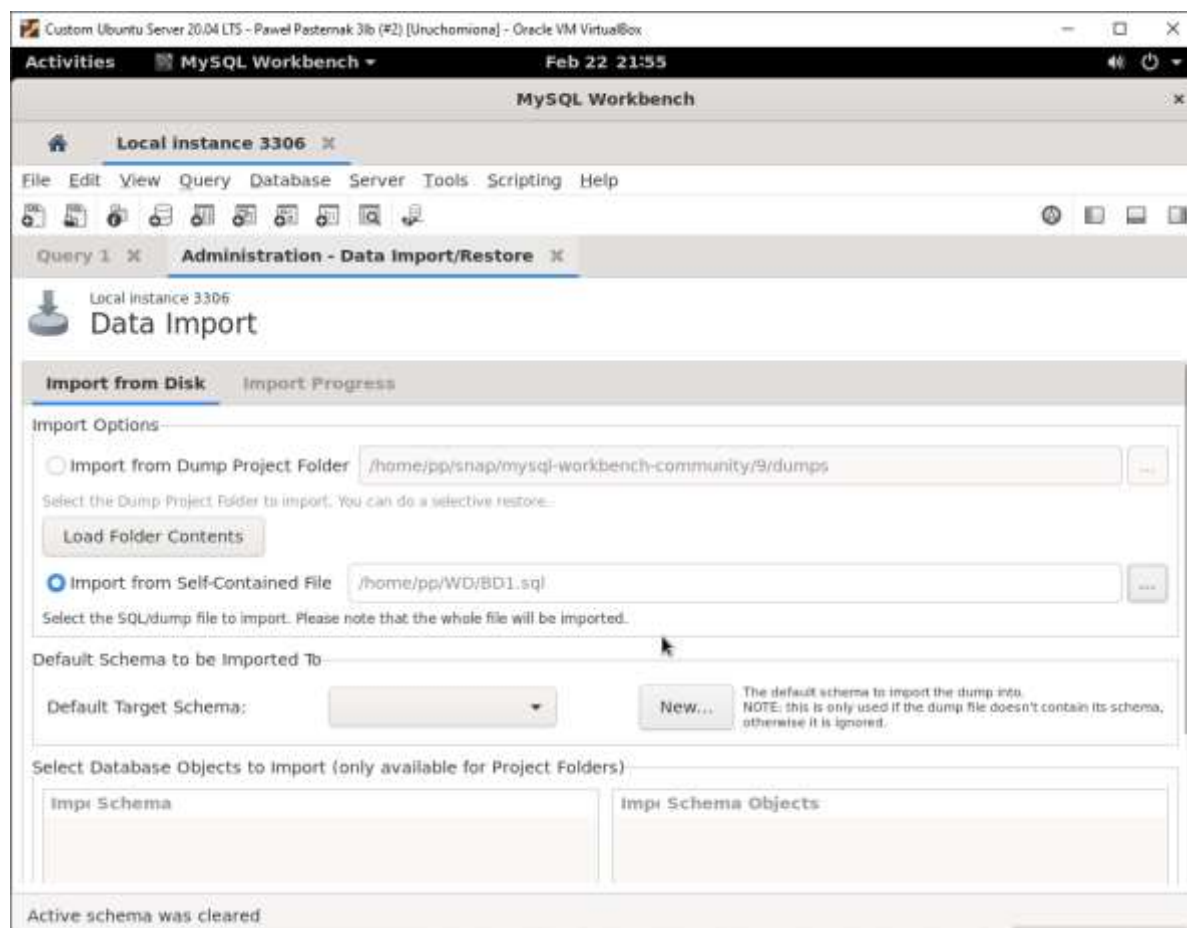 Custom Ubuntu Server 20.04 LTS - Paweł Pasternak 3ib (#2) [Uruchomiona] - Oracle VM VirtualBox
Activities MySQL Workbench Feb 22 21:55
MySQL Workbench
Local instance 3306
File Edit View Query Database Server Tools Scripting Help
Query 1 Administration - Data Import/Restore
Local instance 3306
Data Import
Import from Disk Import Progress
Import Options
Import from Dump Project Folder /home/pp/snap/mysql-workbench-community/9/dumps ...
Select the Dump Project Folder to import. You can do a selective restore.
Load Folder Contents
Import from Self-Contained File /home/pp/WD/BD1.sql ...
Select the SQL/dump file to import. Please note that the whole file will be imported.
Default Schema to be Imported To
The default schema to import the dump into.
Default Target Schema: New... NOTE: this is only used if the dump file doesn't contain its schema,
otherwise it is ignored.
Select Database Objects to Import (only available for Project Folders)
Impo Schema Impo Schema Objects
Active schema was cleared